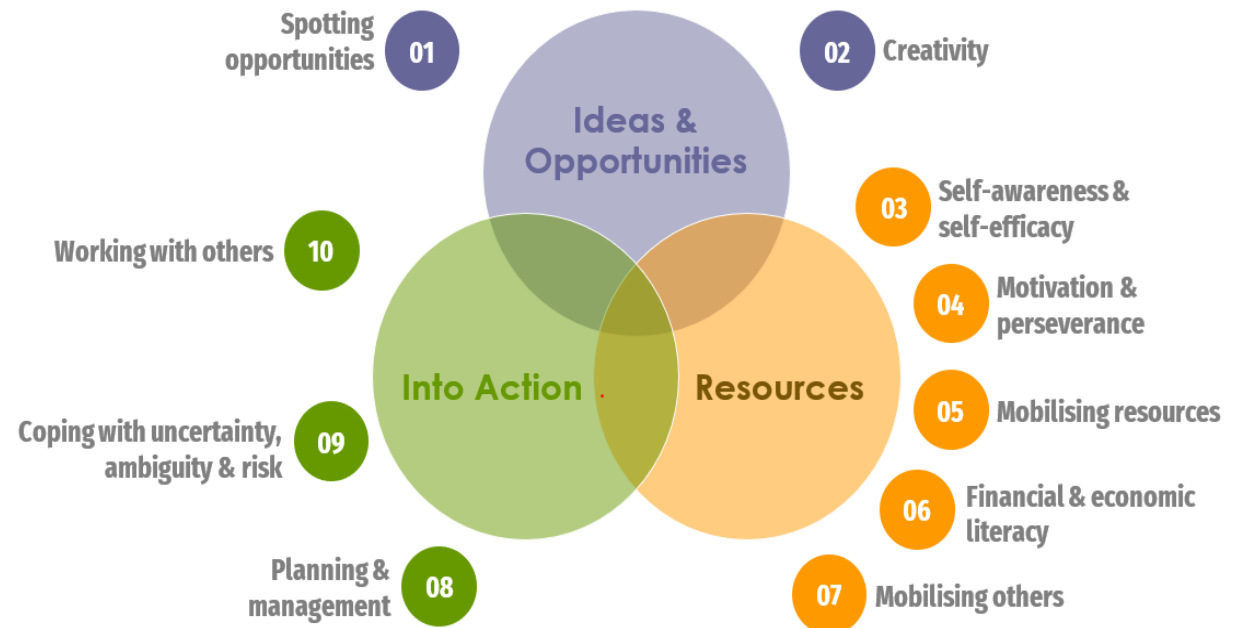 Spotting
opportunities
01
02
Creativity
Ideas &
Opportunities
03
Self-awareness &
self-efficacy
04
Motivation &
perseverance
05
Mobilising resources
06
Financial & economic
literacy
07
Mobilising others
08
Planning &
management
09
Coping with uncertainty,
ambiguity & risk
10
Working with others
Into Action
Resources